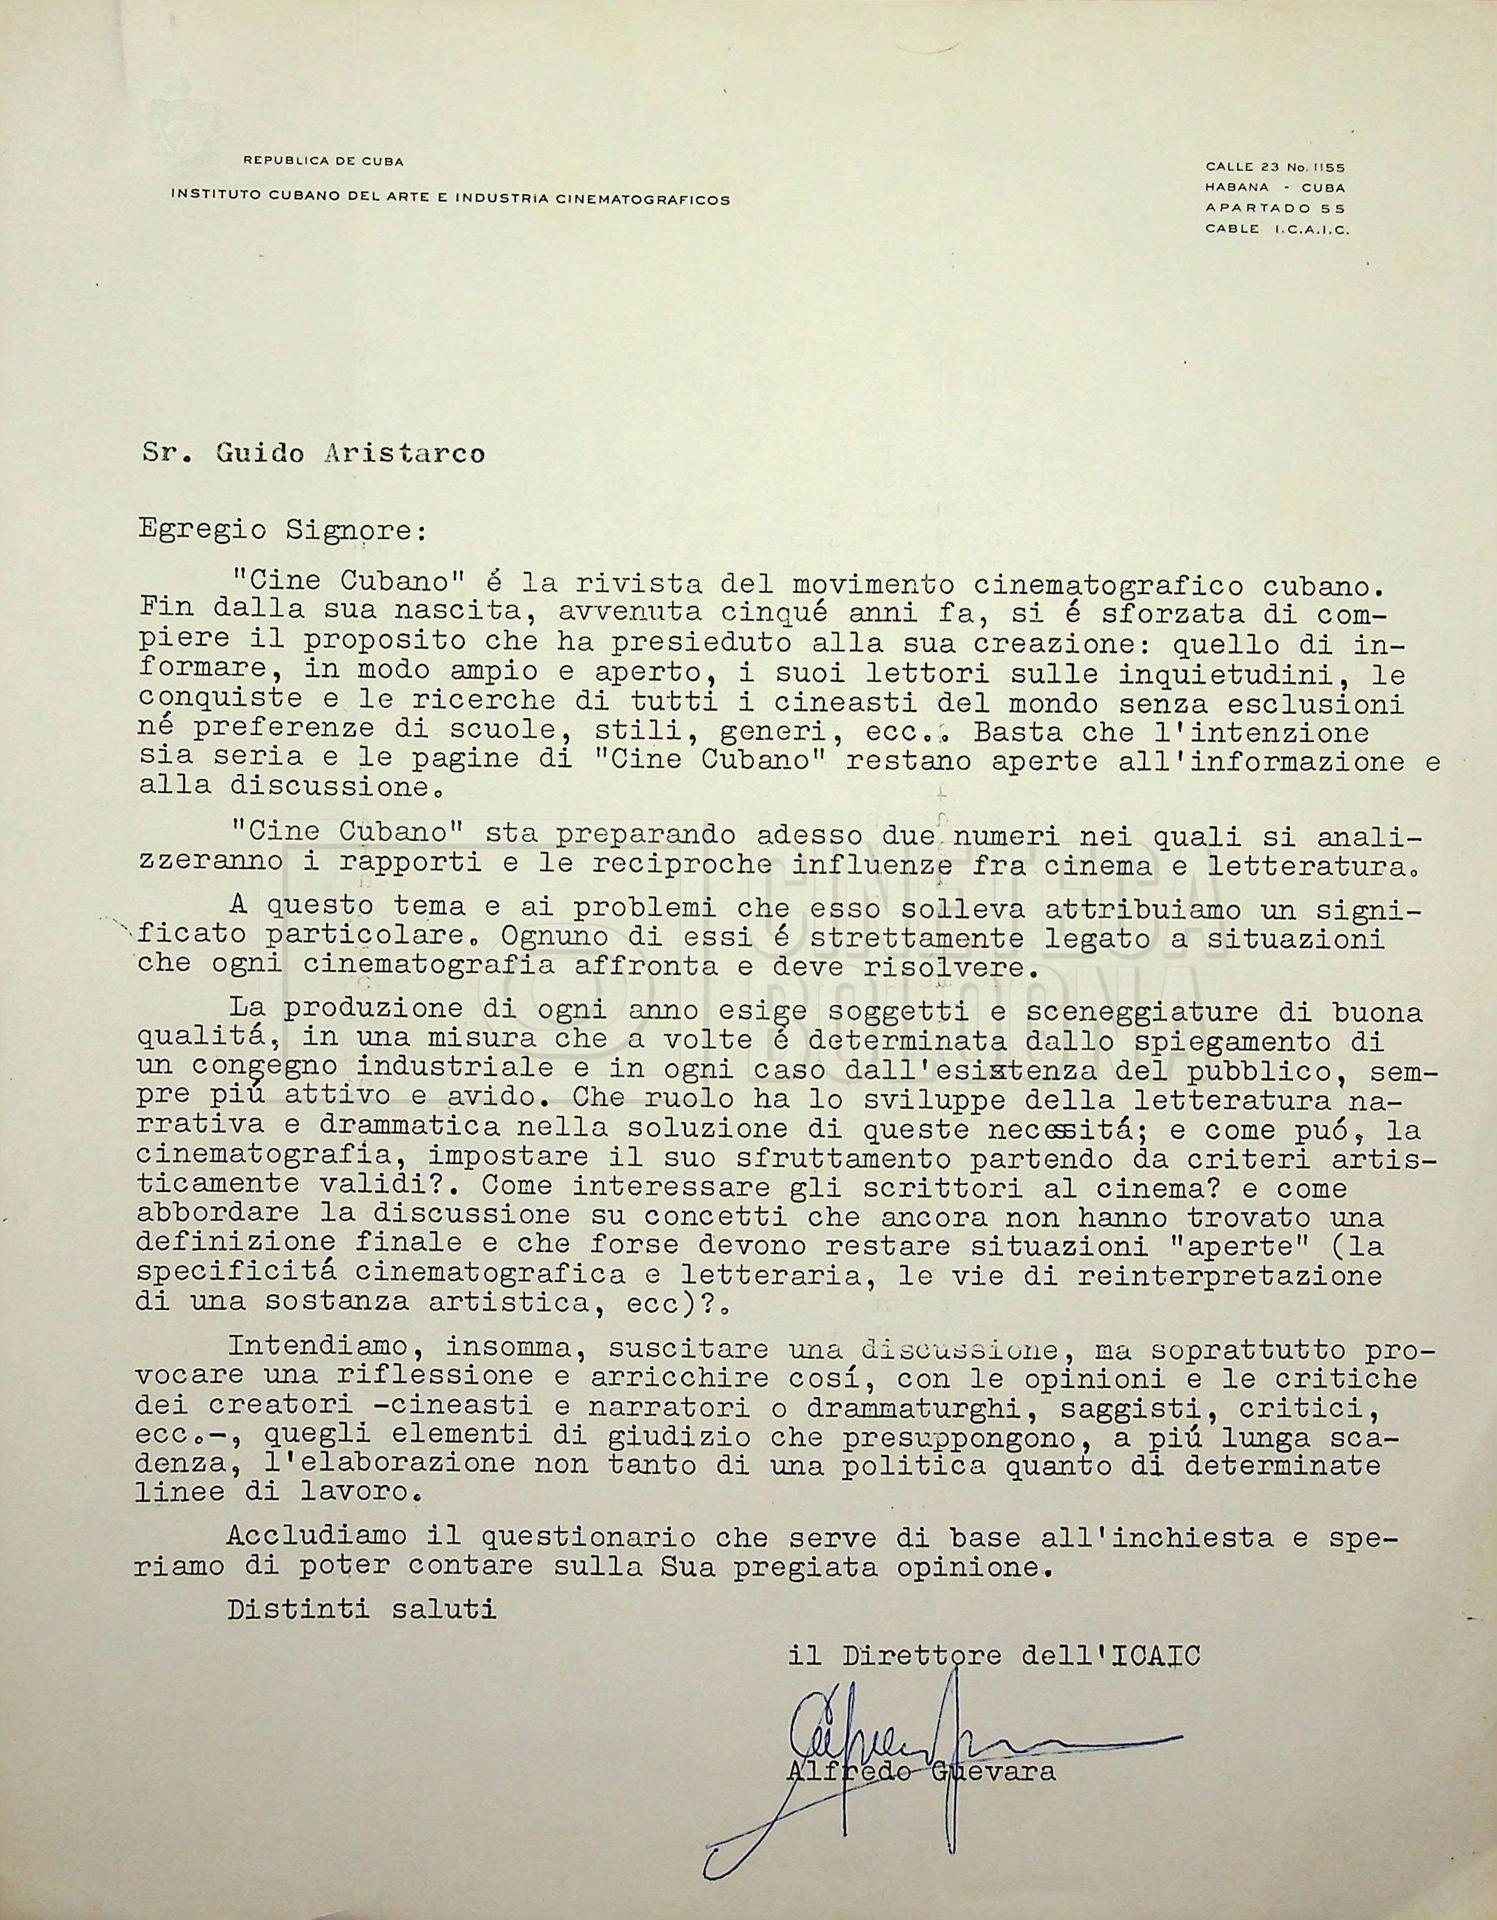 REPUBLICA DE CUBA
INSTITUTO CUBANO DEL ARTE E INDUSTRIA CINEMATOGRAFICOS
CALLE 23 No. 1155
HABANA - CUBA
APARTADO 55
CABLE I.C.A.I.C.
Sr. Guido Aristarco
Egregio Signore:
"Cine Cubano" é la rivista del movimento cinematografico cubano.
Fin dalla sua nascita, avvenuta cinqué anni fa, si é sforzata di com-
piere il proposito che ha presieduto alla sua creazione: quello di in-
formare, in modo ampio e aperto, i suoi lettori sulle inquietudini, le
conquiste e le ricerche di tutti i cineasti del mondo senza esclusioni
né preferenze di scuole, stili, generi, ecc.. Basta che l'intenzione
sia seria e le pagine di "Cine Cubano" restano aperte all'informazione e
alla discussione.
"Cine Cubano" sta preparando adesso due numeri nei quali si anali-
zzeranno i rapporti e le reciproche influenze fra cinema e letteratura.
A questo tema e ai problemi che esso solleva attribuiamo un signi-
ficato particolare. Ognuno di essi é strettamente legato a situazioni
che ogni cinematografia affronta e deve risolvere.
La produzione di ogni anno esige soggetti e sceneggiature di buona
qualitá, in una misura che a volte é determinata dallo spiegamento di
un congegno industriale e in ogni caso dall'esistenza del pubblico, sem-
pre piú attivo e avido. Che ruolo ha lo sviluppe della letteratura na-
rrativa e drammatica nella soluzione di queste necessitá; e come puó, la
cinematografia, impostare il suo sfruttamento partendo da criteri artis-
ticamente validi?. Come interessare gli scrittori al cinema? e come
abbordare la discussione su concetti che ancora non hanno trovato una
definizione finale e che forse devono restare situazioni "aperte" (la
specificitá cinematografica e letteraria, le vie di reinterpretazione
di una sostanza artistica, ecc)?.
Intendiamo, insomma, suscitare una discussione, ma soprattutto pro-
vocare una riflessione e arricchire cosí, con le opinioni e le critiche
dei creatori -cineasti e narratori o drammaturghi, saggisti, critici,
ecc.-, quegli elementi di giudizio che presuppongono, a piú lunga sca-
denza, l'elaborazione non tanto di una politica quanto di determinate
linee di lavoro.
Accludiamo il questionario che serve di base all'inchiesta e spe-
riamo di poter contare sulla Sua pregiata opinione.
Distinti saluti
il Direttore dell'ICAIC
Alfredo Guevara
CINETECA
BOLOGNA